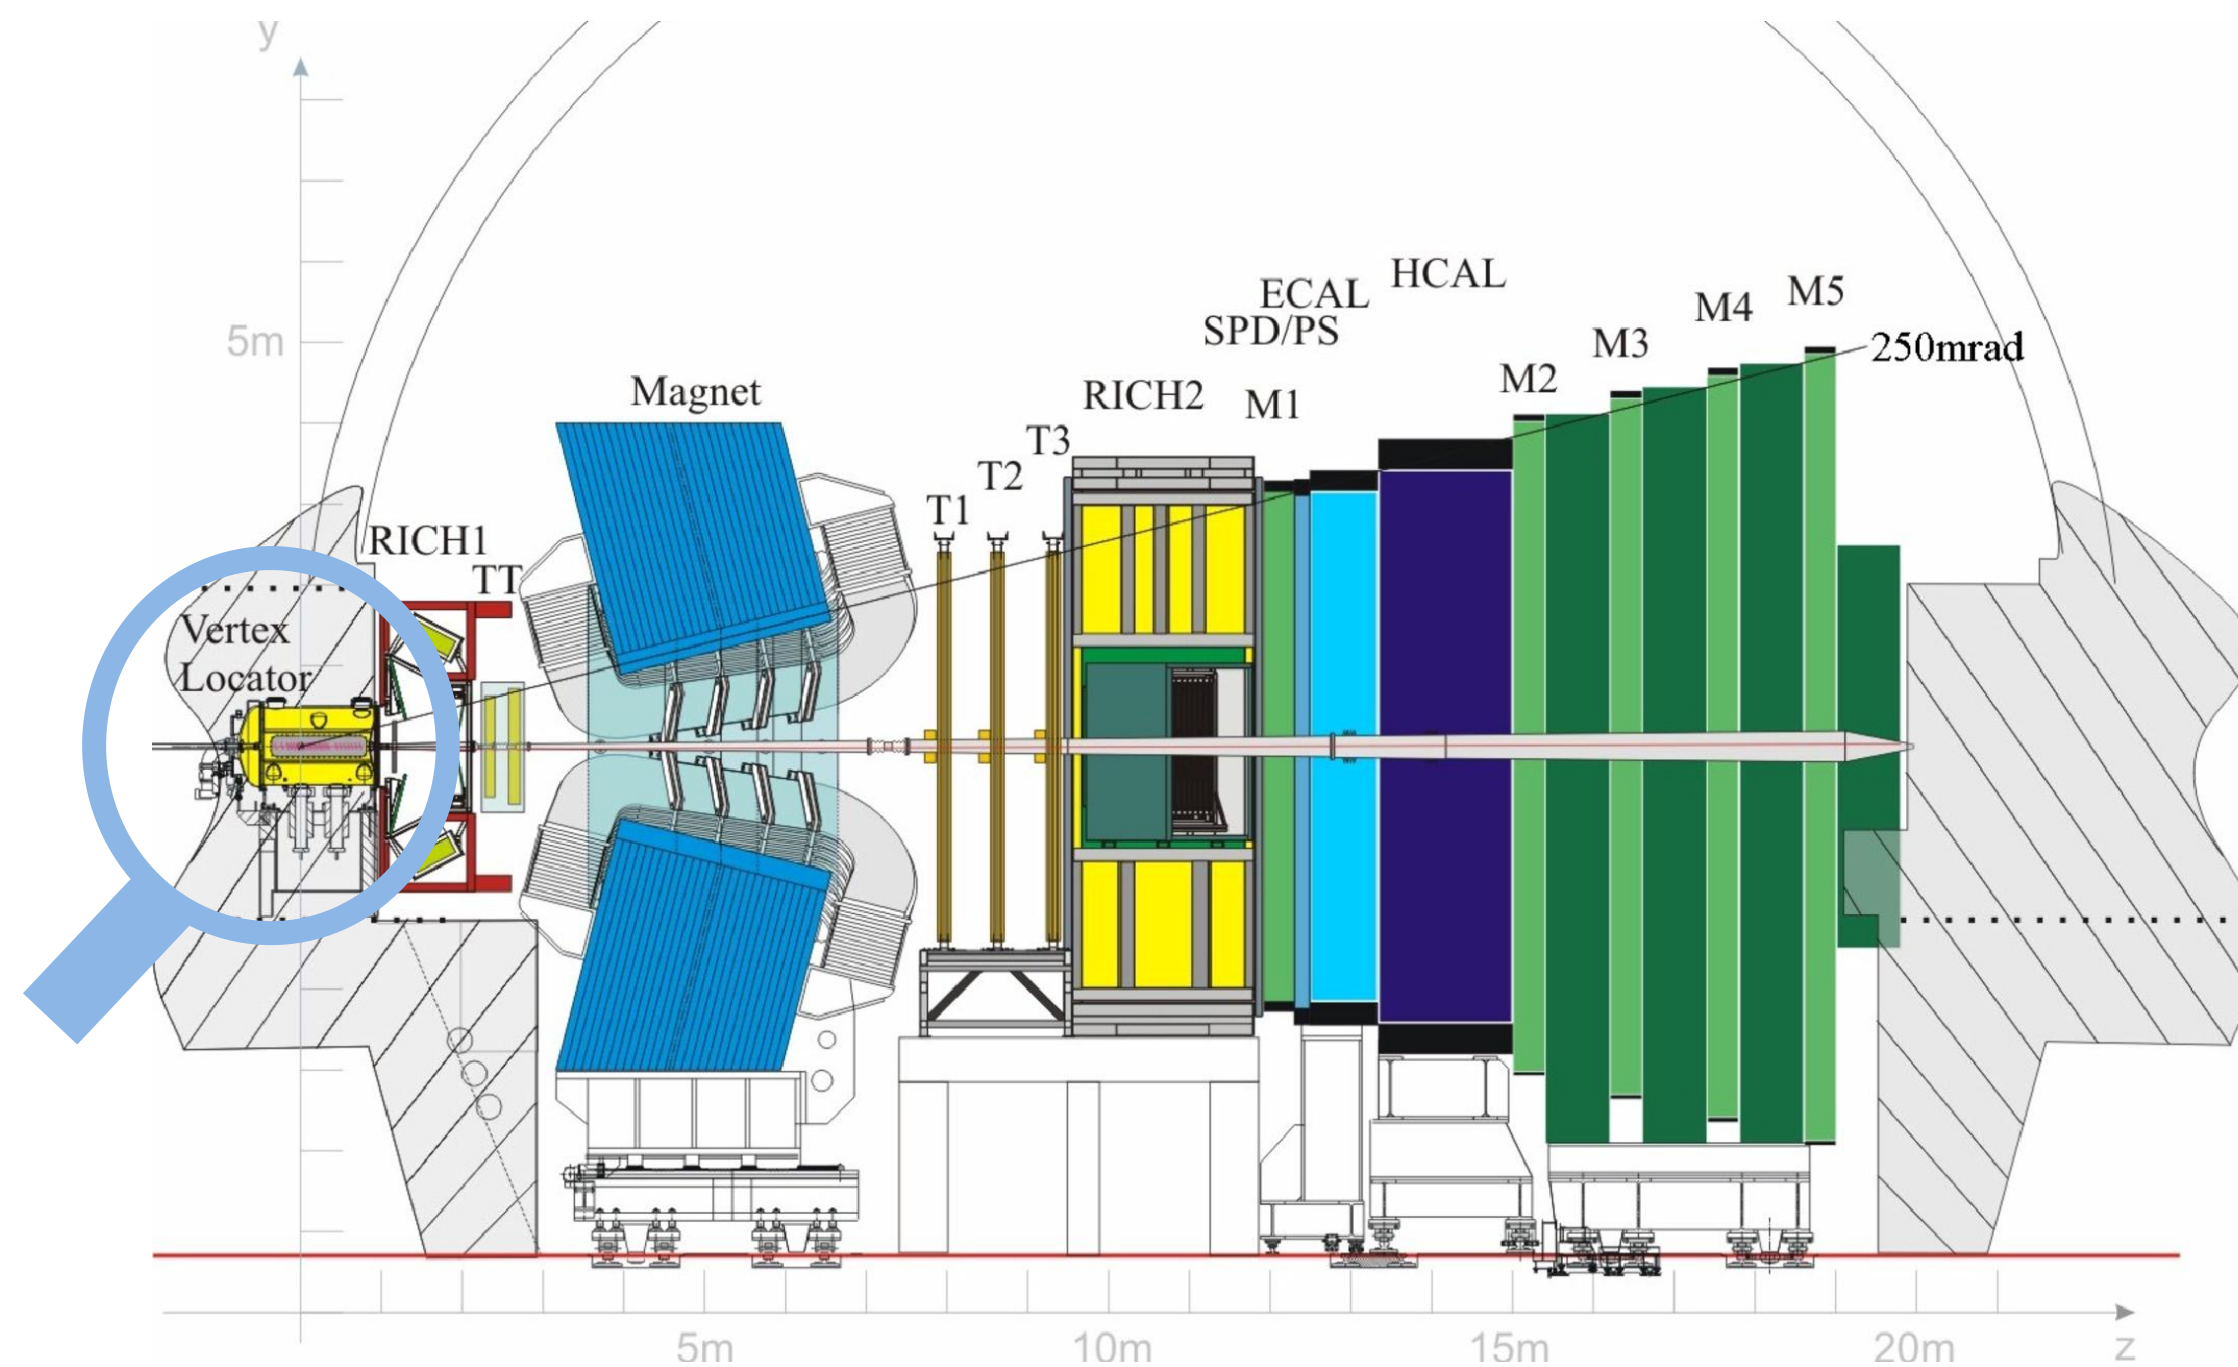 y
5m
HCAL
ECAL
SPD/PS
M5
M4
M3
250mrad
M2
Magnet
RICH2
M1
T3
T2
T1
RICH1
TT
Vertex
Locator
5m
10m
15m
20m
z